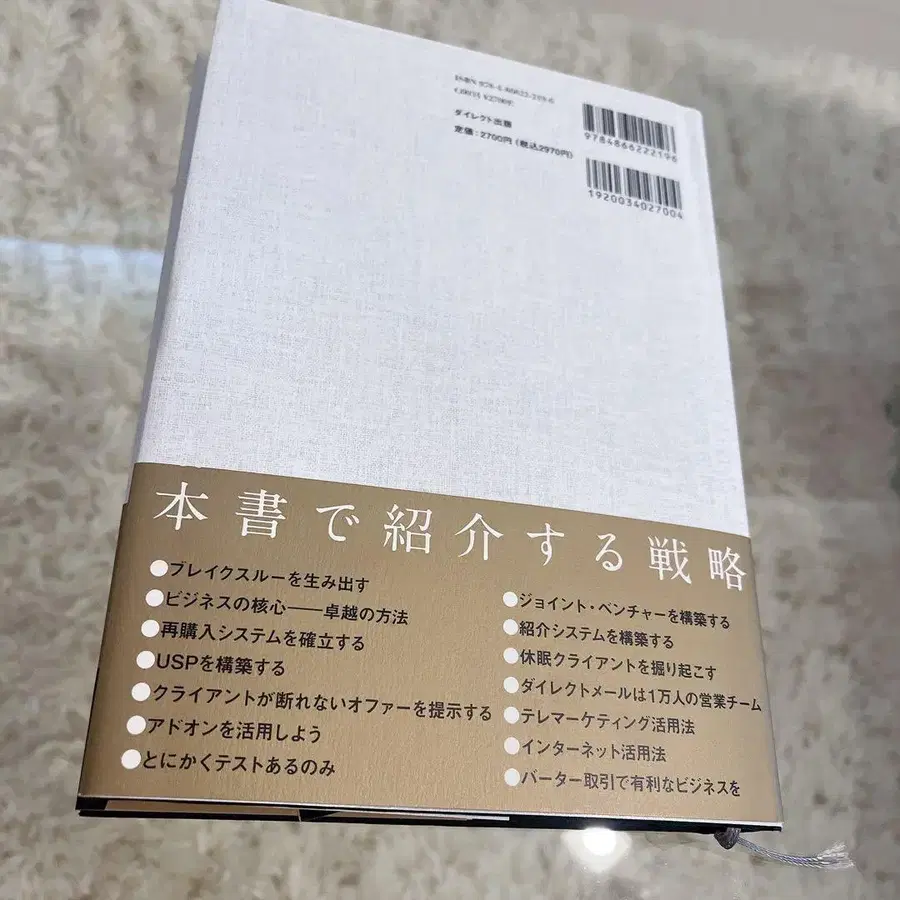 ISBN 978-4-86622-219-6
C0034 ¥2700E
ダイレクト出版
定価：2700円（税込2970円）
9784866222196
1920034027004
本書で紹介する戦略
●ブレイクスルーを生み出す
●ビジネスの核心――卓越の方法
●再購入システムを確立する
●USPを構築する
●クライアントが断れないオファーを提示する
●アドオンを活用しよう
●とにかくテストあるのみ
●ジョイント・ベンチャーを構築する
●紹介システムを構築する
●休眠クライアントを掘り起こす
●ダイレクトメールは1万人の営業チーム
●テレマーケティング活用法
●インターネット活用法
●バーター取引で有利なビジネスを